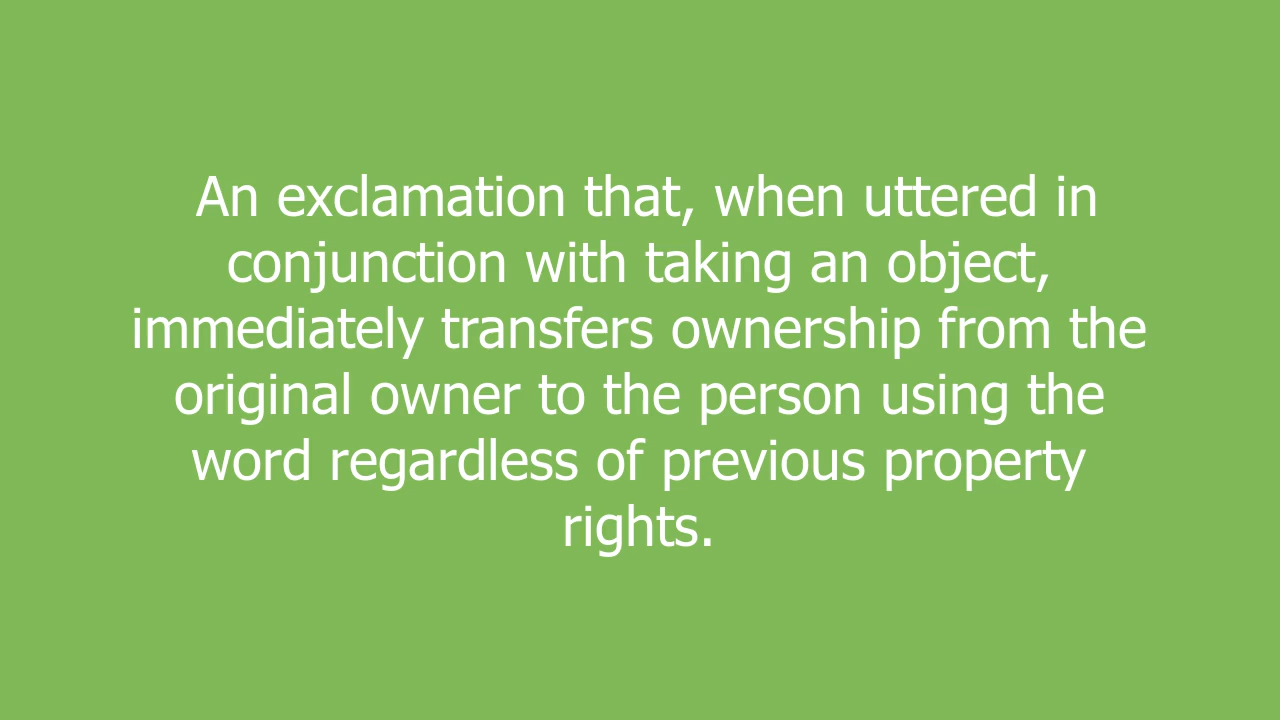 An exclamation that, when uttered in
conjunction with taking an object,
immediately transfers ownership from the
original owner to the person using the
word regardless of previous property
rights.